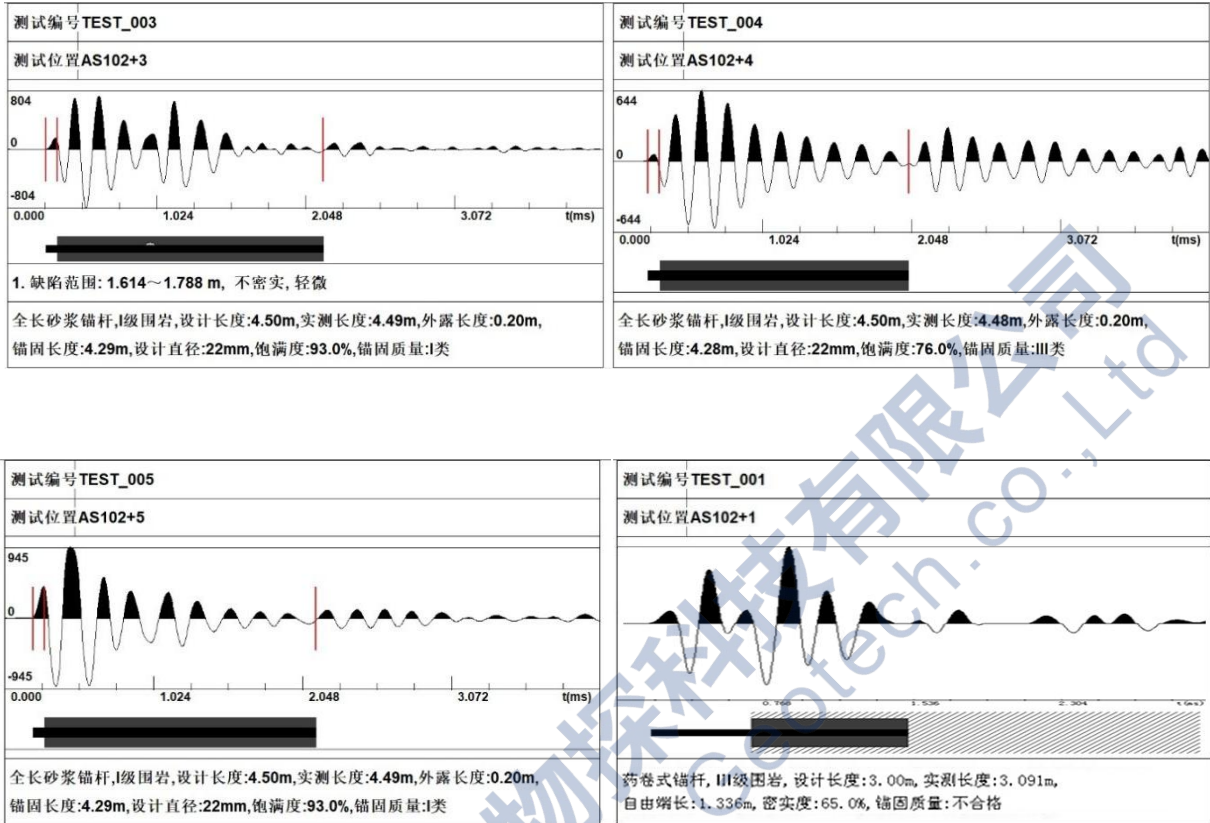 测试编号TEST_003
测试位置AS102+3
804
0
-804
0.000 1.024 2.048 3.072 t(ms)
1. 缺陷范围: 1.614～1.788 m, 不密实, 轻微
全长砂浆锚杆,I级围岩,设计长度:4.50m,实测长度:4.49m,外露长度:0.20m,
锚固长度:4.29m,设计直径:22mm,饱满度:93.0%,锚固质量:I类
测试编号TEST_004
测试位置AS102+4
644
0
-644
0.000 1.024 2.048 3.072 t(ms)
全长砂浆锚杆,I级围岩,设计长度:4.50m,实测长度:4.48m,外露长度:0.20m,
锚固长度:4.28m,设计直径:22mm,饱满度:76.0%,锚固质量:III类
测试编号TEST_005
测试位置AS102+5
945
0
-945
0.000 1.024 2.048 3.072 t(ms)
全长砂浆锚杆,I级围岩,设计长度:4.50m,实测长度:4.49m,外露长度:0.20m,
锚固长度:4.29m,设计直径:22mm,饱满度:93.0%,锚固质量:I类
测试编号TEST_001
测试位置AS102+1
0.768 1.536 2.304 t(ms)
药卷式锚杆, III级围岩, 设计长度:3.00m, 实测长度:3.091m,
自由端长:1.336m, 密实度:65.0%, 锚固质量:不合格
物探科技有限公司
Geotech.co.,Ltd